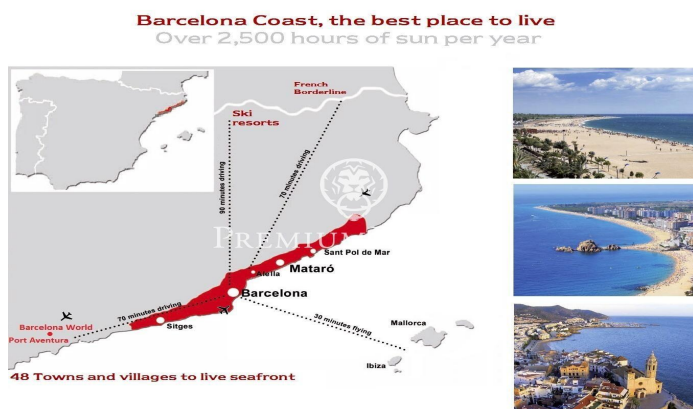 Barcelona Coast, the best place to live
Over 2,500 hours of sun per year
French
Borderline
Ski
resorts
90 minutes driving
70 minutes driving
PREMIUM
Sant Pol de Mar
Alella
Mataró
Barcelona
70 minutes driving
30 minutes flying
Barcelona World
Port Aventura
Sitges
Mallorca
Ibiza
48 Towns and villages to live seafront